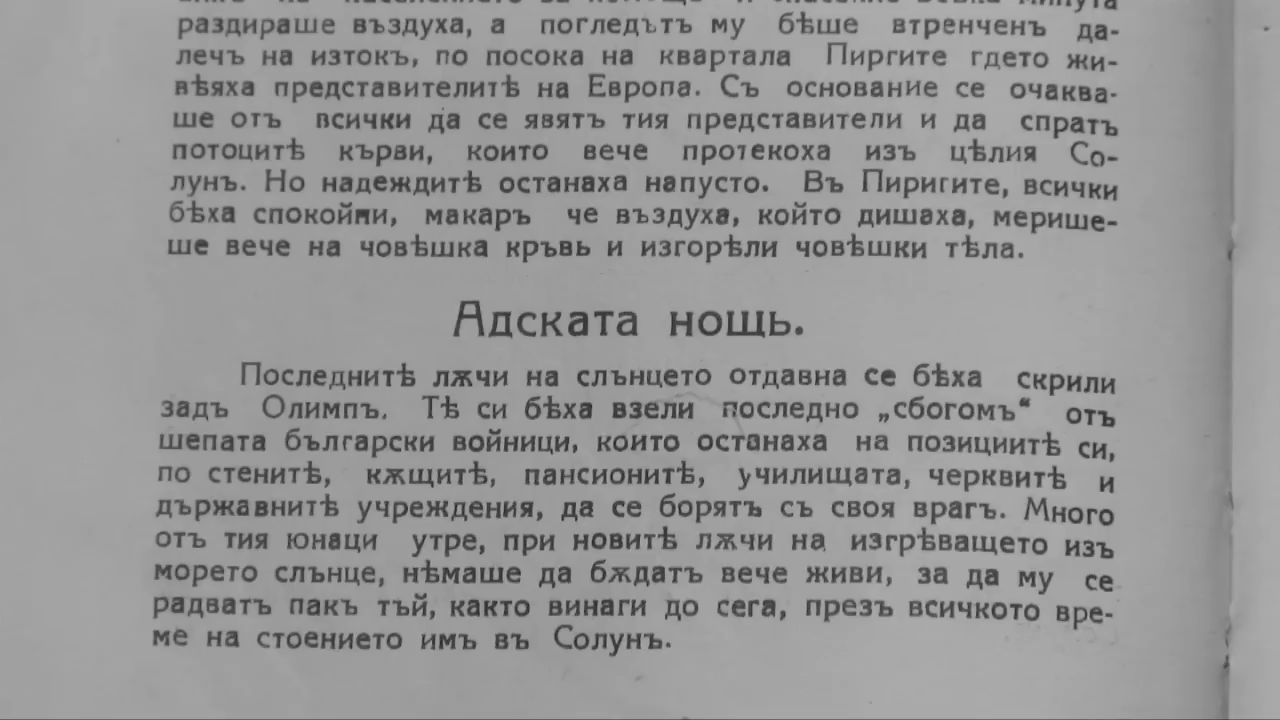 раздираше въздуха, а погледътъ му бѣше втренченъ да-
лечъ на изтокъ, по посока на квартала Пиргите гдето жи-
вѣяха представителитѣ на Европа. Съ основание се очаква-
ше отъ всички да се явятъ тия представители и да спратъ
потоцитѣ кърви, които вече протекоха изъ цѣлия Со-
лунъ. Но надеждитѣ останаха напусто. Въ Пиригите, всички
бѣха спокойни, макаръ че въздуха, който дишаха, мерише-
ше вече на човѣшка кръвь и изгорѣли човѣшки тѣла.
Адската нощь.
Последнитѣ лѫчи на слънцето отдавна се бѣха скрили
задъ Олимпъ. Тѣ си бѣха взели последно „сбогомъ“ отъ
шепата български войници, които останаха на позициитѣ си,
по стенитѣ, кѫщитѣ, пансионитѣ, училищата, черквитѣ и
държавнитѣ учреждения, да се борятъ съ своя врагъ. Много
отъ тия юнаци утре, при новитѣ лѫчи на изгрѣващето изъ
морето слънце, нѣмаше да бѫдатъ вече живи, за да му се
радватъ пакъ тъй, както винаги до сега, презъ всичкото вре-
ме на стоението имъ въ Солунъ.